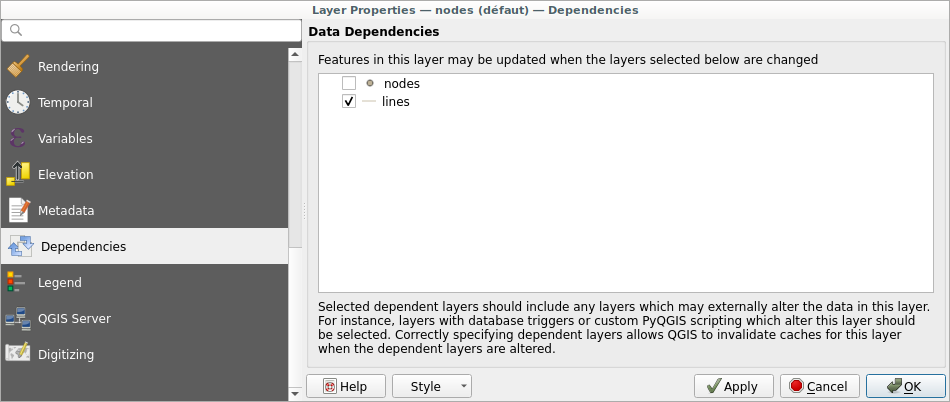 Layer Properties — nodes (défaut) — Dependencies
Rendering
Temporal
Variables
Elevation
Metadata
Dependencies
Legend
QGIS Server
Digitizing
Data Dependencies
Features in this layer may be updated when the layers selected below are changed
nodes
lines
Selected dependent layers should include any layers which may externally alter the data in this layer.
For instance, layers with database triggers or custom PyQGIS scripting which alter this layer should
be selected. Correctly specifying dependent layers allows QGIS to invalidate caches for this layer
when the dependent layers are altered.
Help Style Apply Cancel OK